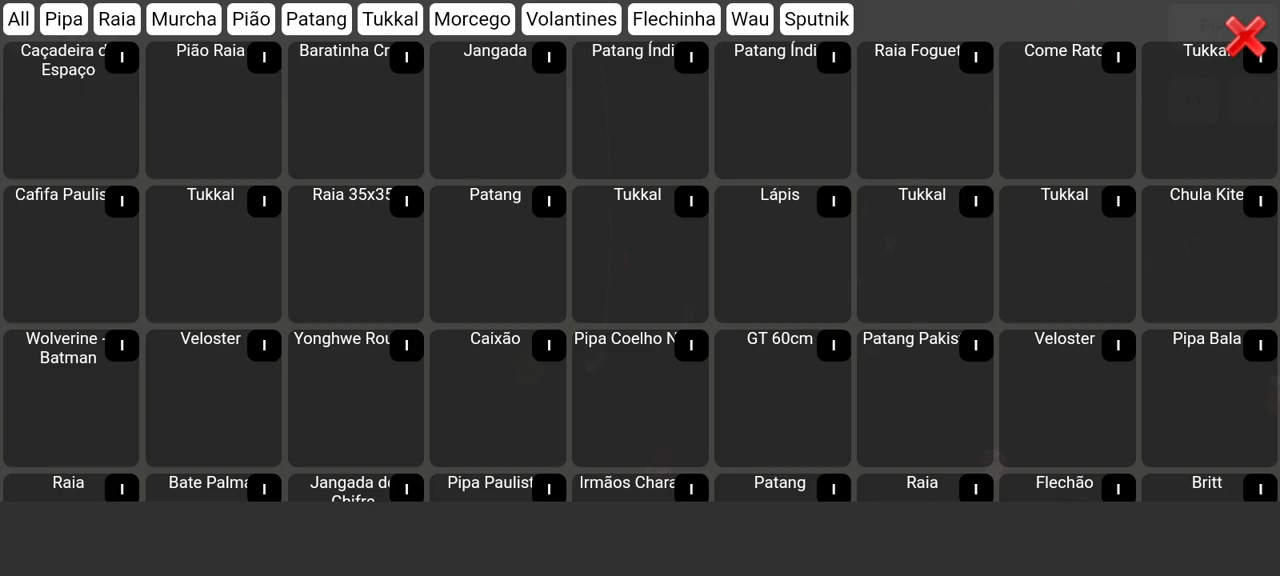 All Pipa Raia Murcha Pião Patang Tukkal Morcego Volantines Flechinha Wau Sputnik
Caçadeira d I Pião Raia I Baratinha Cr I Jangada I Patang Índi I Patang Índi I Raia Foguet I Come Rato I Tukkal I
Espaço
Cafifa Paulis I Tukkal I Raia 35x35 I Patang I Tukkal I Lápis I Tukkal I Tukkal I Chula Kite I
Wolverine - I Veloster I Yonghwe Rou I Caixão I Pipa Coelho N I GT 60cm I Patang Pakis I Veloster I Pipa Bala I
Batman
Raia I Bate Palma I Jangada de I Pipa Paulist I Irmãos Chara I Patang I Raia I Flechão I Britt I
Chifre